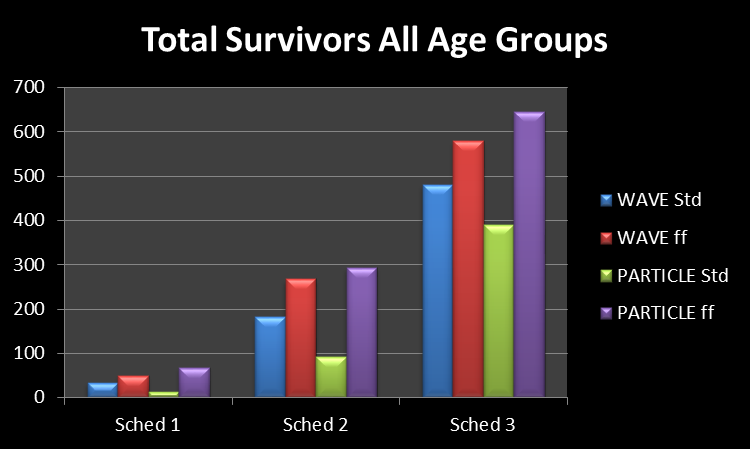 Total Survivors All Age Groups
700
600
500
400
300
200
100
0
Sched 1 Sched 2 Sched 3
WAVE Std
WAVE ff
PARTICLE Std
PARTICLE ff